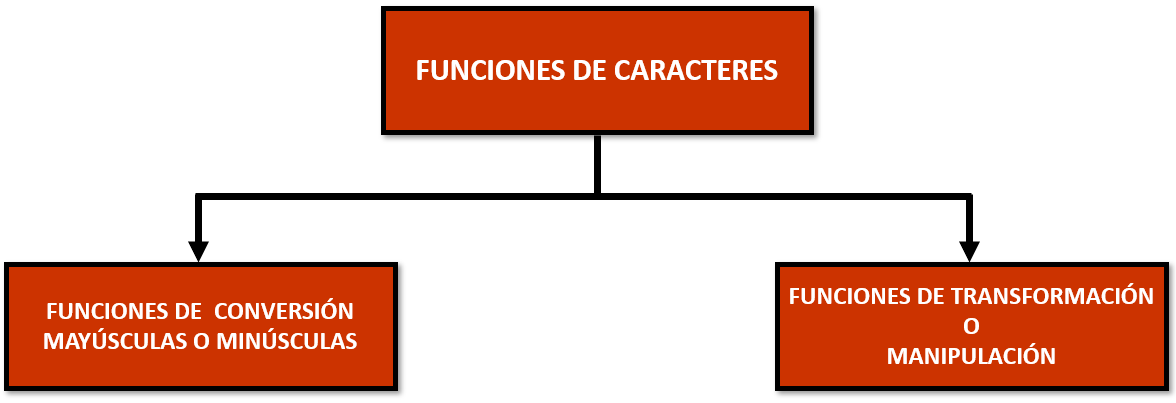 FUNCIONES DE CARACTERES
FUNCIONES DE  CONVERSIÓN
MAYÚSCULAS O MINÚSCULAS
FUNCIONES DE TRANSFORMACIÓN
O
MANIPULACIÓN